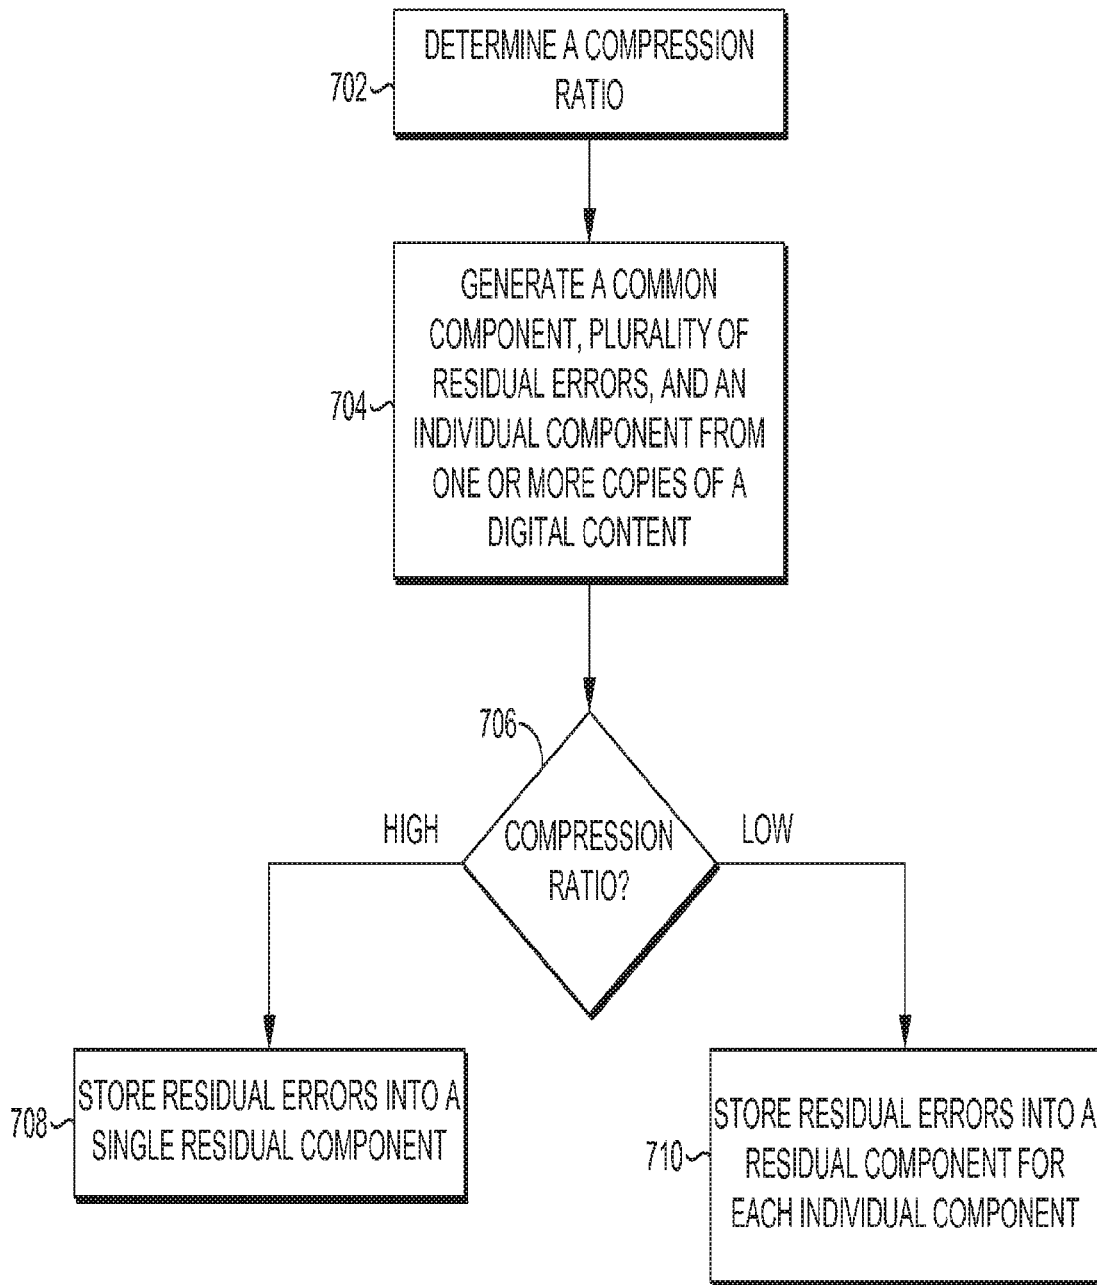 DETERMINE A COMPRESSION
RATIO
702
GENERATE A COMMON
COMPONENT, PLURALITY OF
RESIDUAL ERRORS, AND AN
INDIVIDUAL COMPONENT FROM
ONE OR MORE COPIES OF A
DIGITAL CONTENT
704
706
HIGH
COMPRESSION
RATIO?
LOW
STORE RESIDUAL ERRORS INTO A
SINGLE RESIDUAL COMPONENT
708
STORE RESIDUAL ERRORS INTO A
RESIDUAL COMPONENT FOR
EACH INDIVIDUAL COMPONENT
710